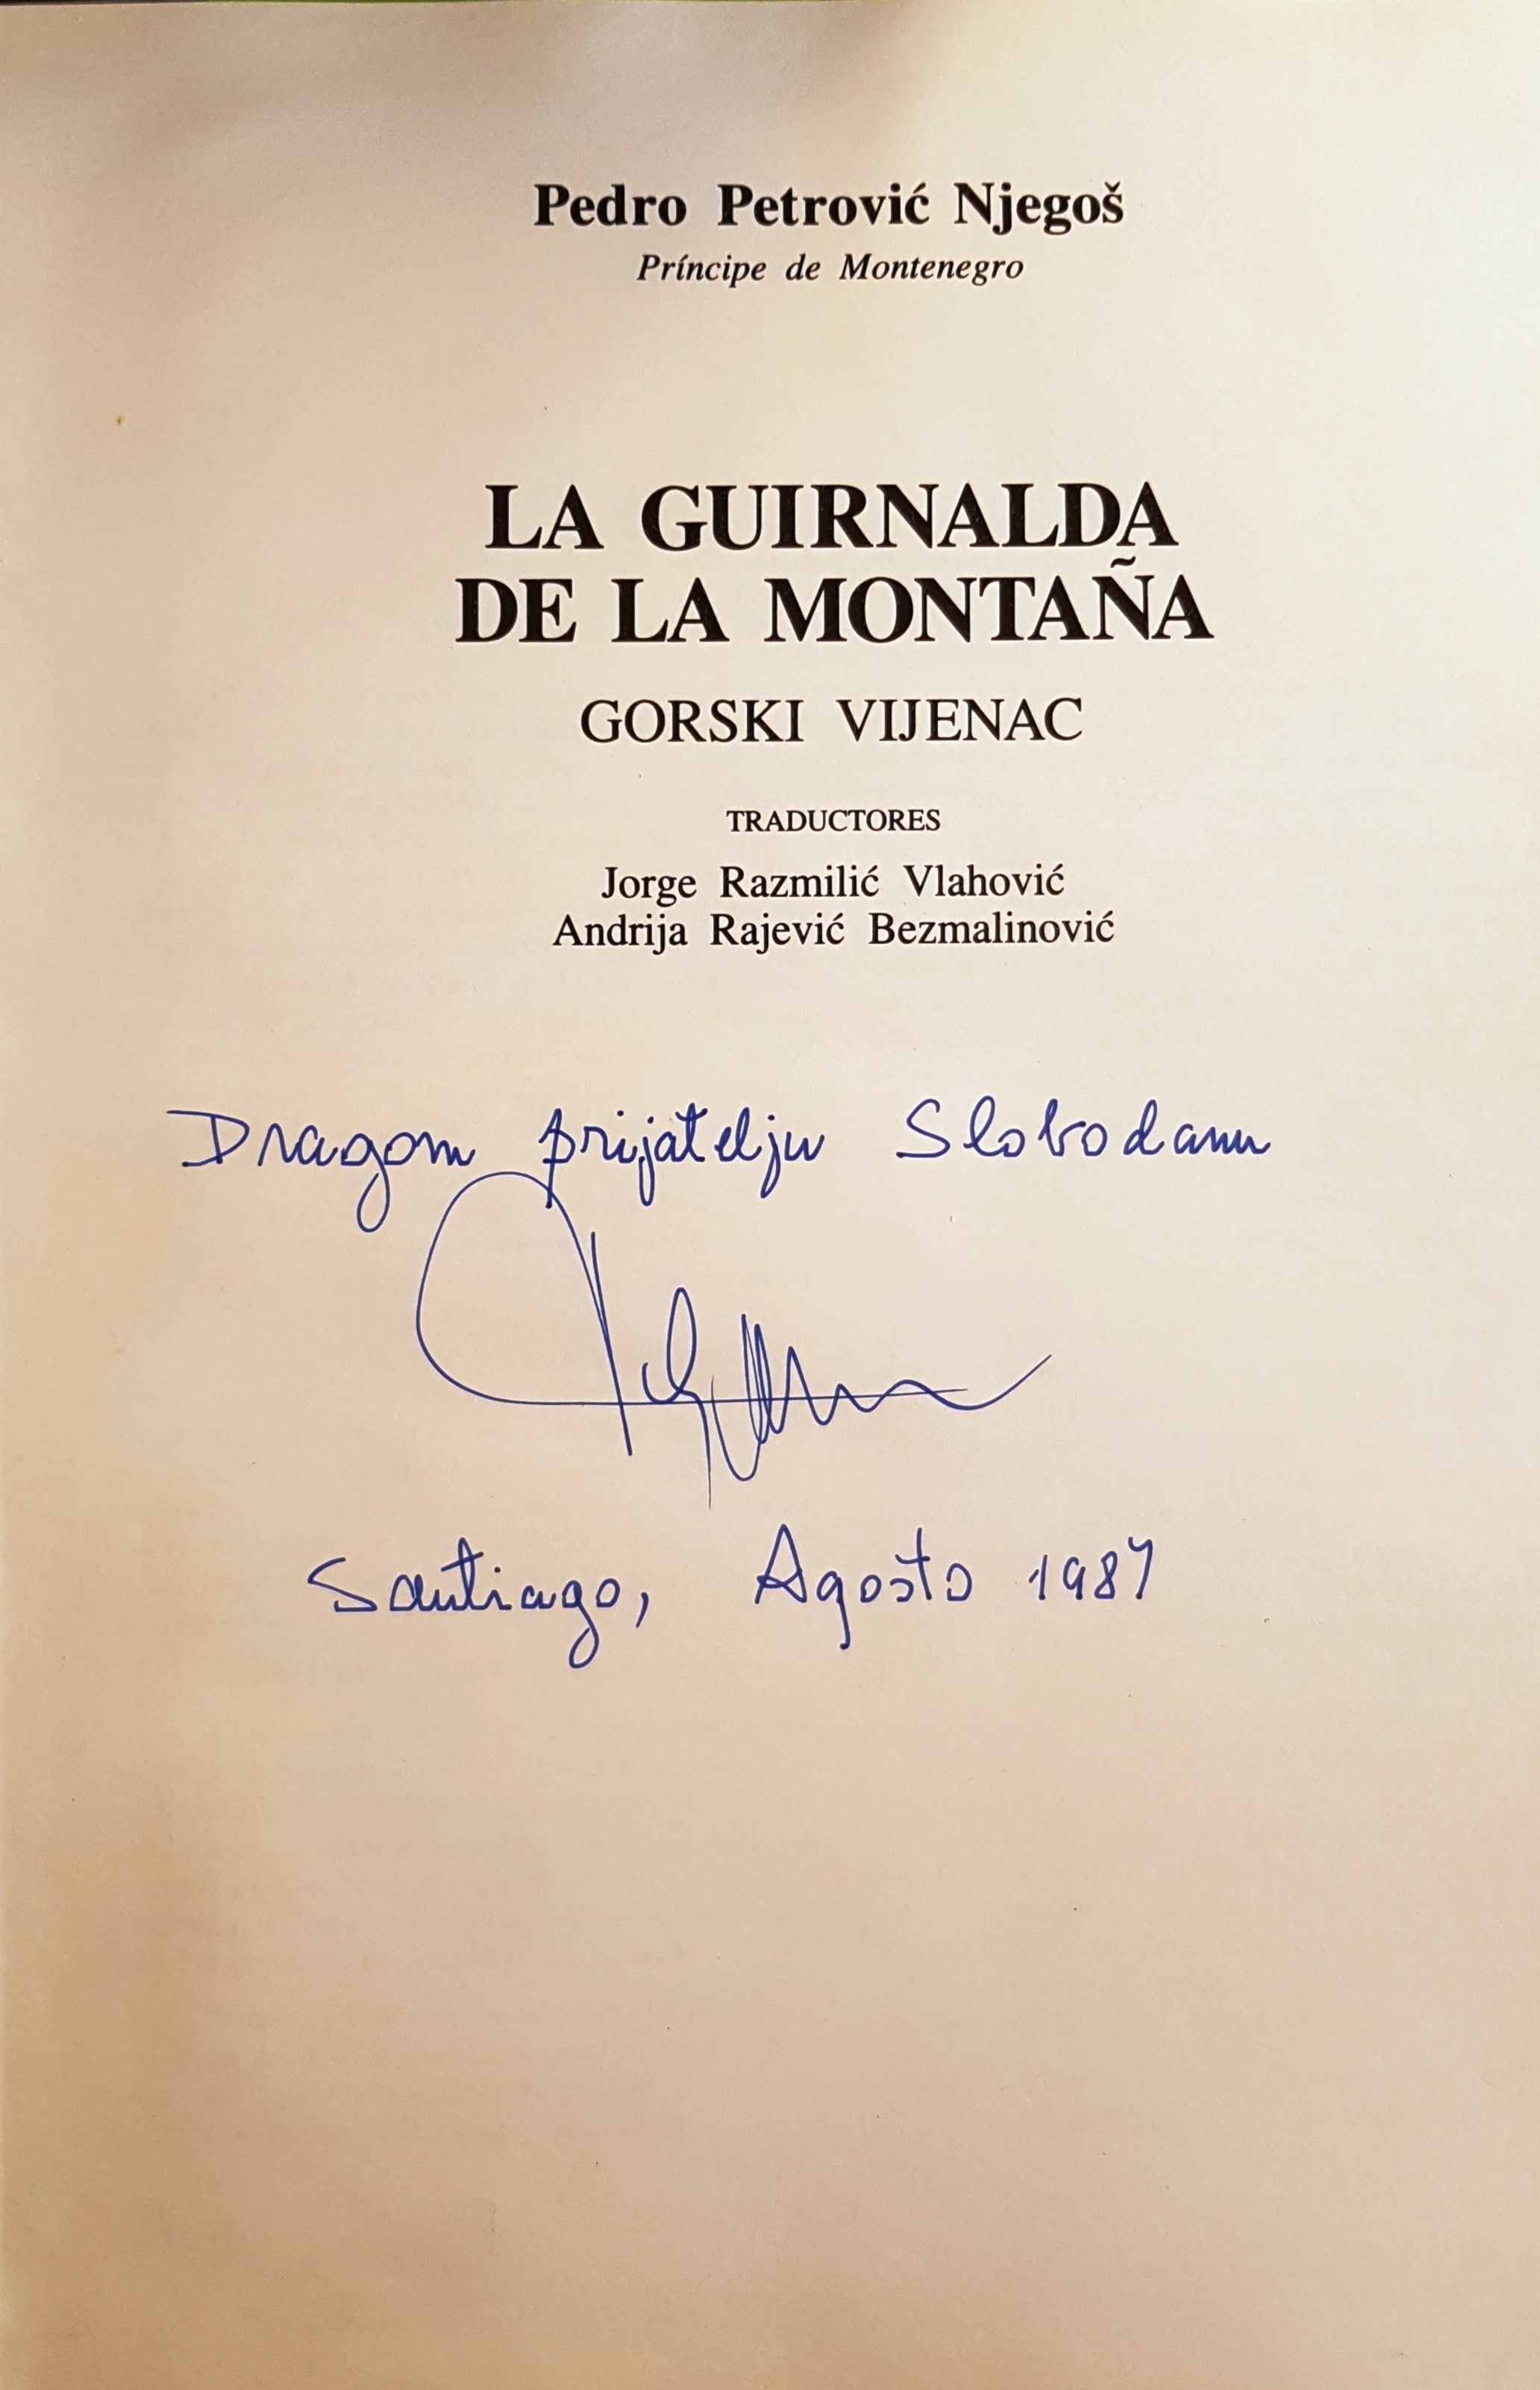 Pedro Petrović Njegoš
Príncipe de Montenegro
LA GUIRNALDA
DE LA MONTAÑA
GORSKI VIJENAC
TRADUCTORES
Jorge Razmilić Vlahović
Andrija Rajević Bezmalinović
Dragom prijatelju Slobodanu
Santiago, Agosto 1987